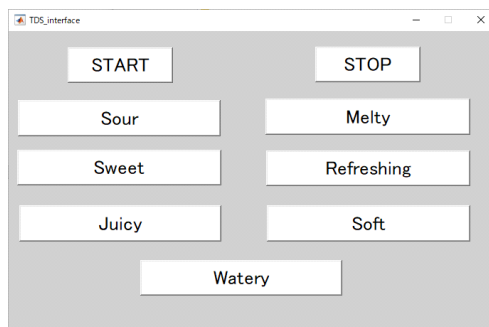 TDS_interface
START
STOP
Sour
Melty
Sweet
Refreshing
Juicy
Soft
Watery